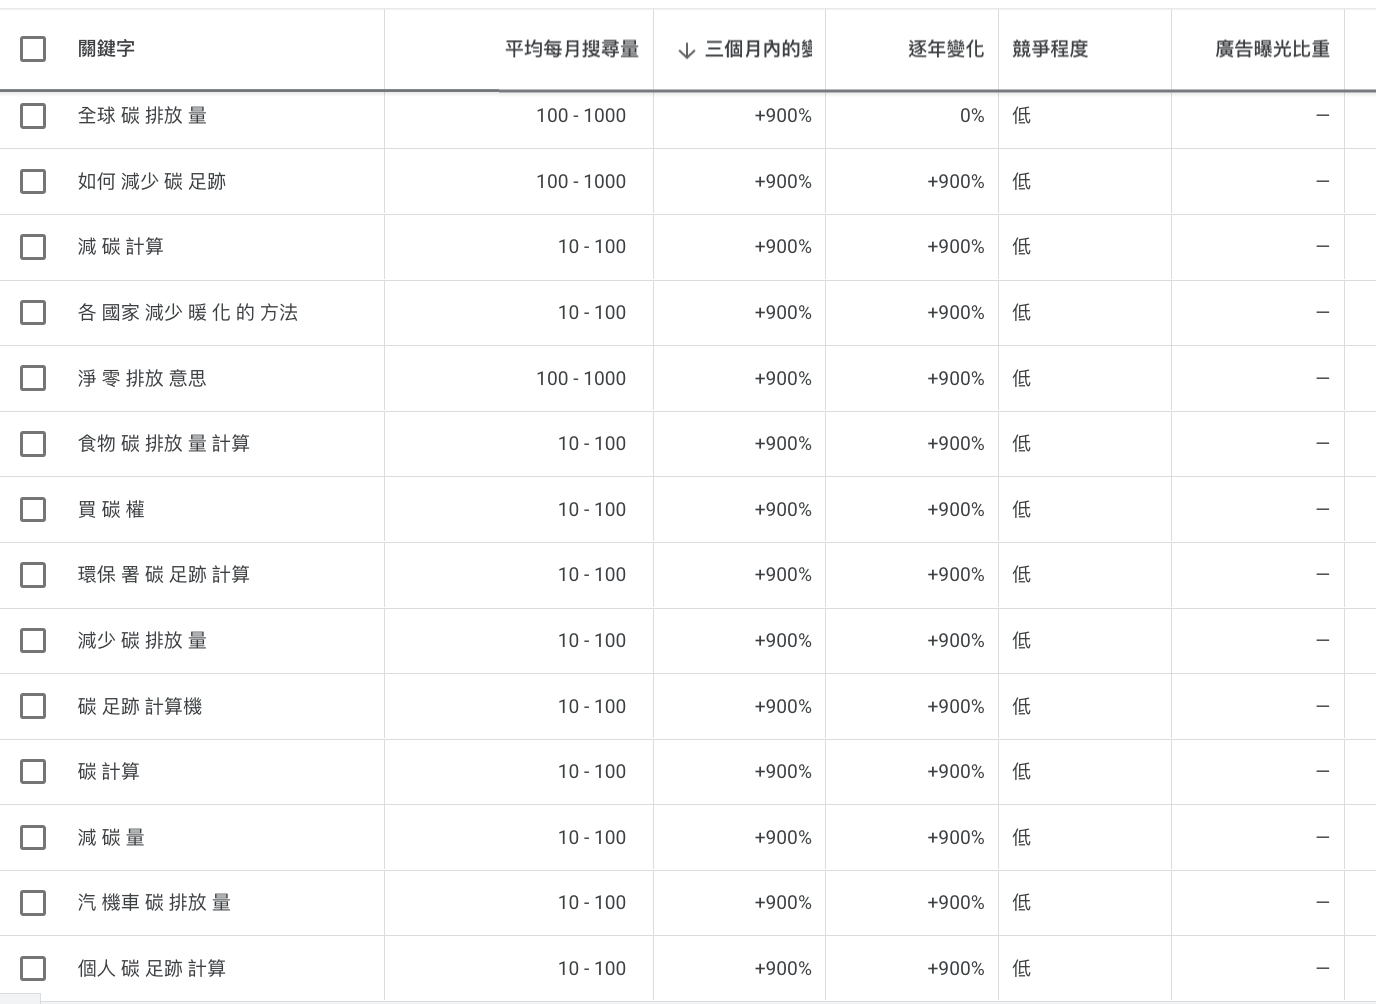 關鍵字 平均每月搜尋量 ↓ 三個月內的 逐年變化 競爭程度 廣告曝光比重
全球 碳 排放 量 100 - 1000 +900% 0% 低 –
如何 減少 碳 足跡 100 - 1000 +900% +900% 低 –
減 碳 計算 10 - 100 +900% +900% 低 –
各 國家 減少 暖 化 的 方法 10 - 100 +900% +900% 低 –
淨 零 排放 意思 100 - 1000 +900% +900% 低 –
食物 碳 排放 量 計算 10 - 100 +900% +900% 低 –
買 碳 權 10 - 100 +900% +900% 低 –
環保 署 碳 足跡 計算 10 - 100 +900% +900% 低 –
減少 碳 排放 量 10 - 100 +900% +900% 低 –
碳 足跡 計算機 10 - 100 +900% +900% 低 –
碳 計算 10 - 100 +900% +900% 低 –
減 碳 量 10 - 100 +900% +900% 低 –
汽 機車 碳 排放 量 10 - 100 +900% +900% 低 –
個人 碳 足跡 計算 10 - 100 +900% +900% 低 –